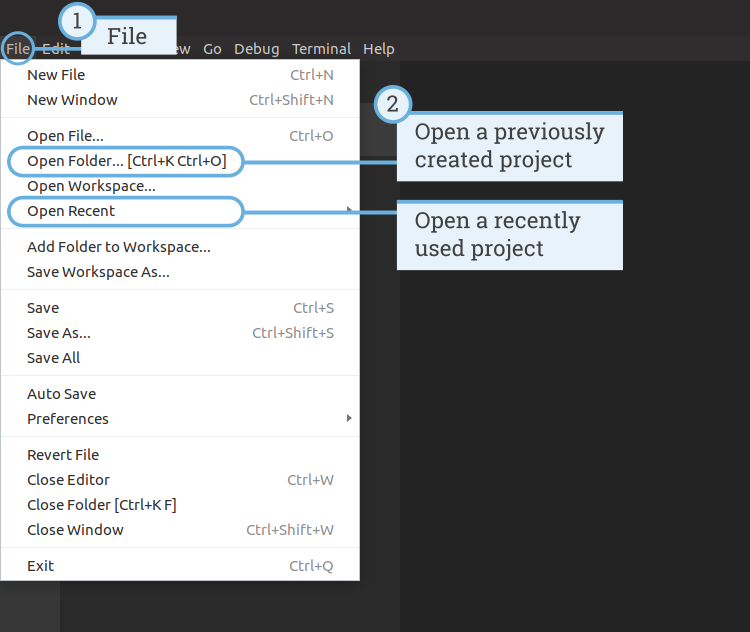 1
File
File Edit ew Go Debug Terminal Help
New File Ctrl+N
New Window Ctrl+Shift+N
2
Open File... Ctrl+O
Open a previously
created project
Open Folder... [Ctrl+K Ctrl+O]
Open Workspace...
Open Recent
Open a recently
used project
Add Folder to Workspace...
Save Workspace As...
Save Ctrl+S
Save As... Ctrl+Shift+S
Save All
Auto Save
Preferences
Revert File
Close Editor Ctrl+W
Close Folder [Ctrl+K F]
Close Window Ctrl+Shift+W
Exit Ctrl+Q